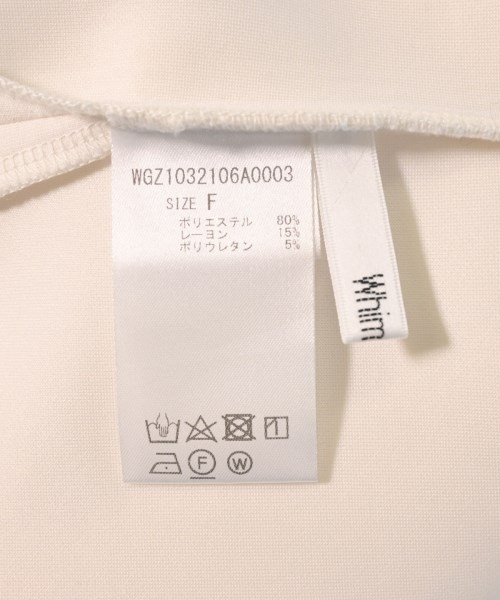 WGZ1032106A0003
SIZE F
ポリエステル 80%
レーヨン 15%
ポリウレタン 5%
F W
Whim